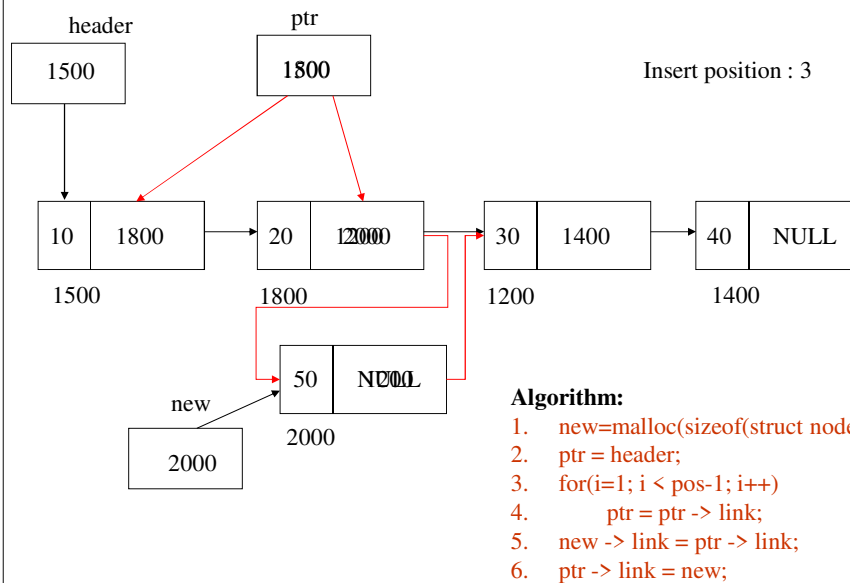 header
ptr
1500
Insert position : 3
10 1800
20
30 1400
40 NULL
1500
1800
1200
1400
50
new
2000
2000
Algorithm:
1. new=malloc(sizeof(struct node
2. ptr = header;
3. for(i=1; i < pos-1; i++)
4. ptr = ptr -> link;
5. new -> link = ptr -> link;
6. ptr -> link = new;